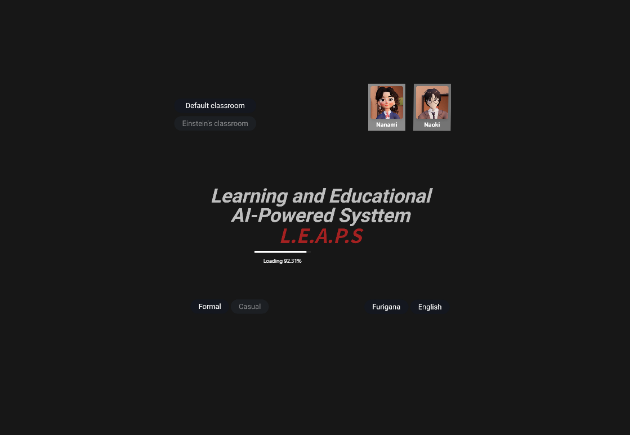 Default classroom
Einstein's classroom
Nanami
Naoki
Learning and Educational
AI-Powered Systtem
L.E.A.P.S
Loading 92.31%
Formal
Casual
Furigana
English